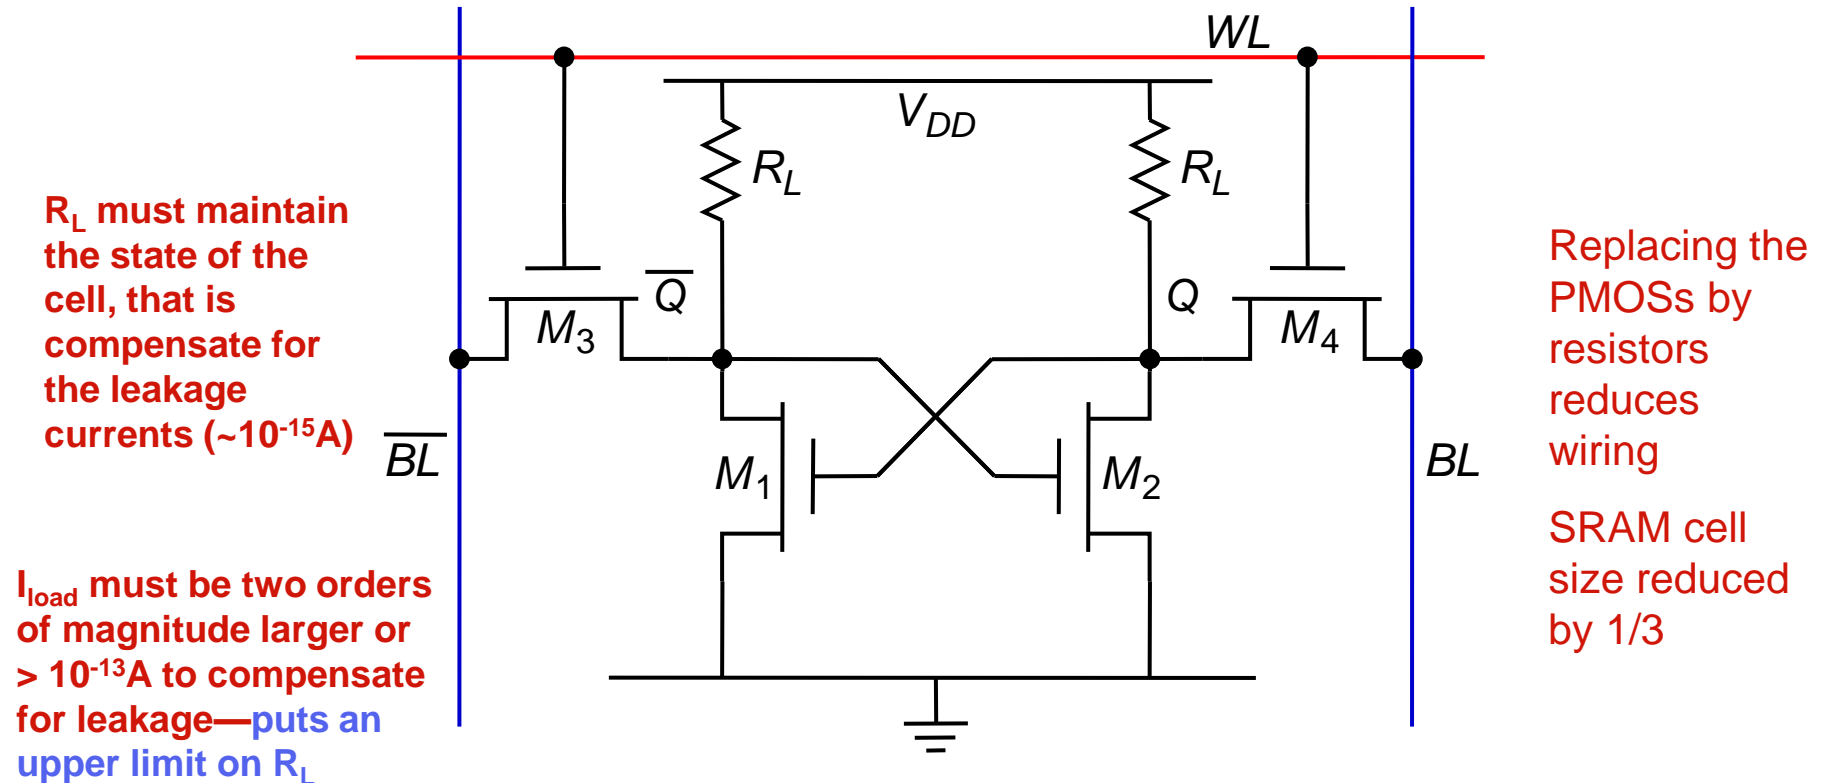 WL
V_DD
R_L
R_L
R_L must maintain
the state of the
cell, that is
compensate for
the leakage
currents (~10^-15A)
Q̅
Q
M_3
M_4
B̅L̅
BL
M_1
M_2
I_load must be two orders
of magnitude larger or
> 10^-13A to compensate
for leakage—puts an
upper limit on R_L
Replacing the
PMOSs by
resistors
reduces
wiring
SRAM cell
size reduced
by 1/3